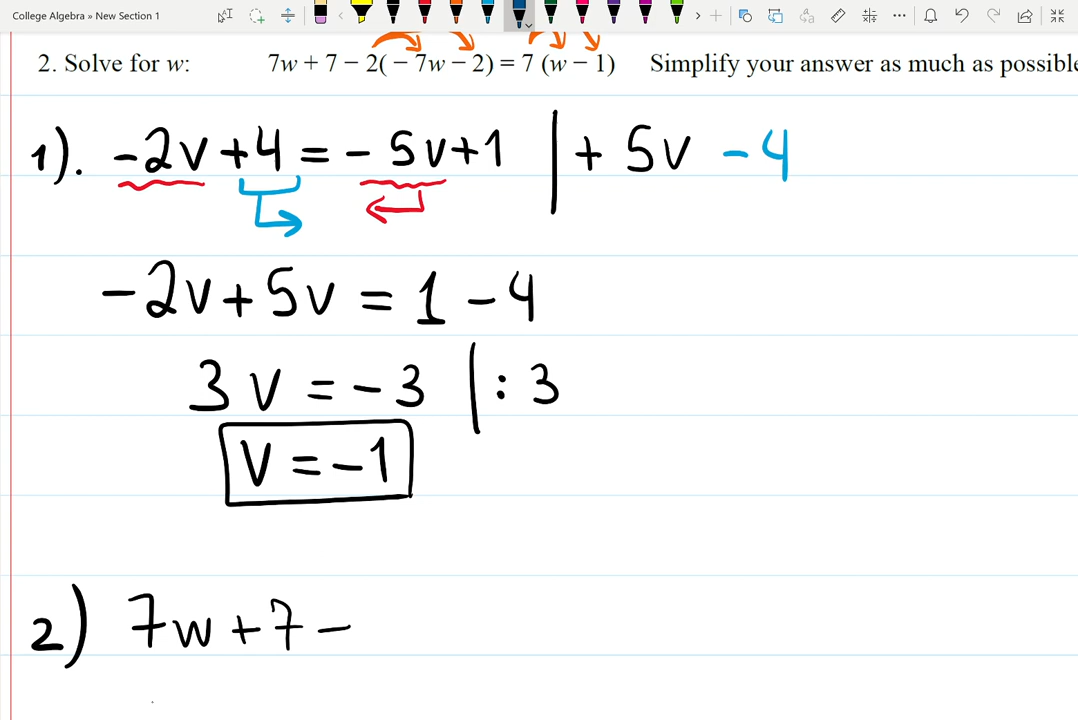 College Algebra » New Section 1
2. Solve for w: 7w + 7 − 2(− 7w − 2) = 7 (w − 1) Simplify your answer as much as possible
1). -2v+4 = -5v+1 | + 5v - 4
-2v+5v = 1-4
3v = -3 | : 3
v = -1
2) 7w+7-